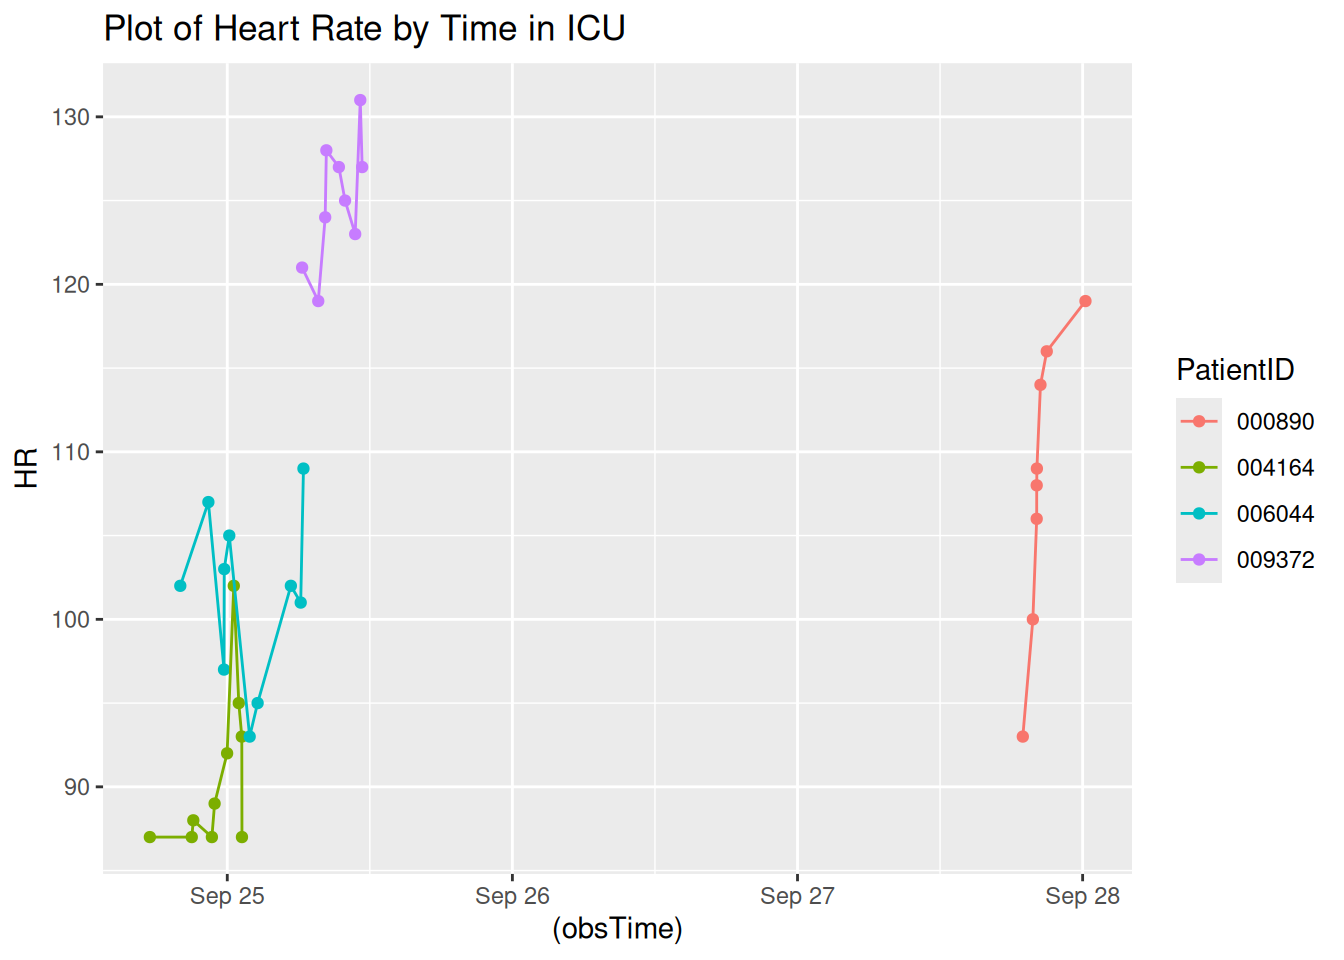 Plot of Heart Rate by Time in ICU
130
120
110
100
90
HR
Sep 25
Sep 26
Sep 27
Sep 28
(obsTime)
PatientID
000890
004164
006044
009372